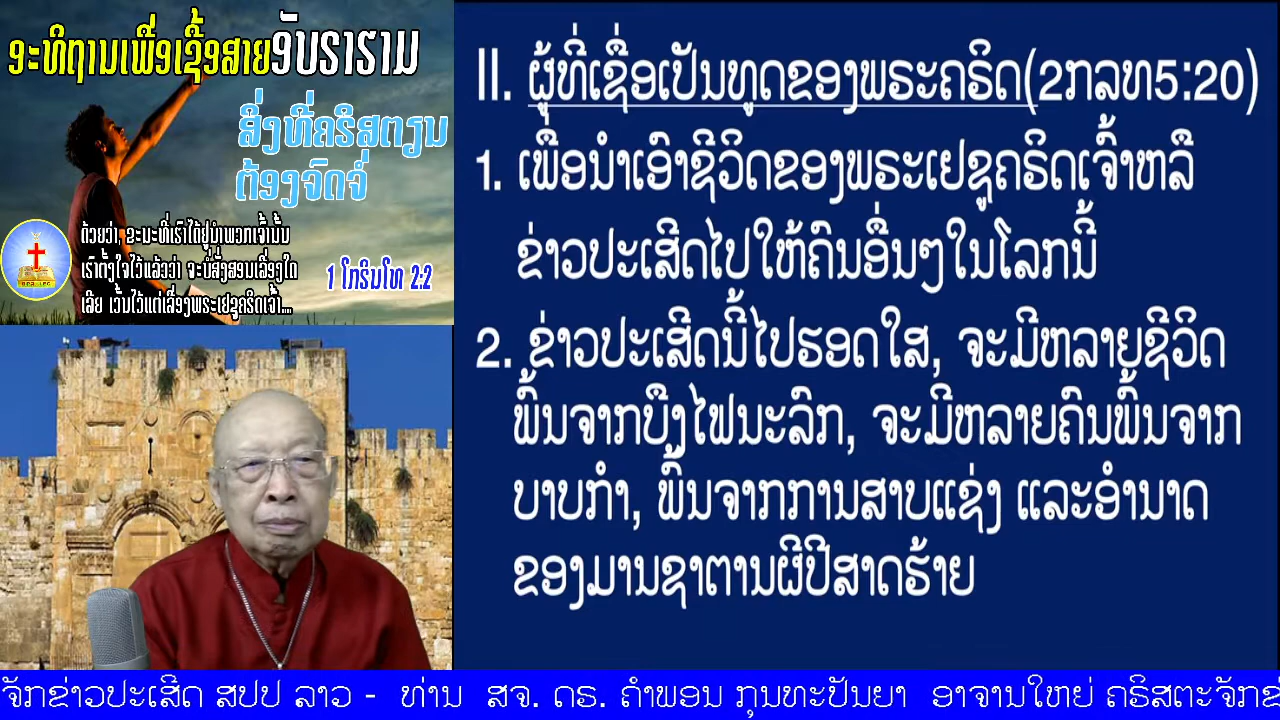 ອະທິຖານເພື່ອເຊື້ອສາຍອັບຣາຮາມ
ສິ່ງທີ່ຄຣິສຕຽນ
ຕ້ອງຈົດຈໍ່
ດ້ວຍວ່າ, ຂະນະທີ່ເຮົາໄດ້ຢູ່ນຳພວກເຈົ້ານັ້ນ
ເຮົາຕັ້ງໃຈໄວ້ແລ້ວວ່າ ຈະບໍ່ສັ່ງສອນເລື່ອງໃດ
ເລີຍ ເວັ້ນໄວ້ແຕ່ເລື່ອງພຣະເຢຊູຄຣິດເຈົ້າ....
1 ໂກຣິນໂທ 2:2
II. ຜູ້ທີ່ເຊື່ອເປັນທູດຂອງພຣະຄຣິດ(2ກລທ5:20)
1. ເພື່ອນຳເອົາຊີວິດຂອງພຣະເຢຊູຄຣິດເຈົ້າຫລື
ຂ່າວປະເສີດໄປໃຫ້ຄົນອື່ນໆໃນໂລກນີ້
2. ຂ່າວປະເສີດນີ້ໄປຮອດໃສ, ຈະມີຫລາຍຊີວິດ
ພົ້ນຈາກບືງໄຟນະລົກ, ຈະມີຫລາຍຄົນພົ້ນຈາກ
ບາບກຳ, ພົ້ນຈາກການສາບແຊ່ງ ແລະອຳນາດ
ຂອງມານຊາຕານຜີປີສາດຮ້າຍ
ຈັກຂ່າວປະເສີດ ສປປ ລາວ - ທ່ານ ສຈ. ດຣ. ຄຳພອນ ກຸນທະປັນຍາ ອາຈານໃຫຍ່ ຄຣິສຕະຈັກຂ່